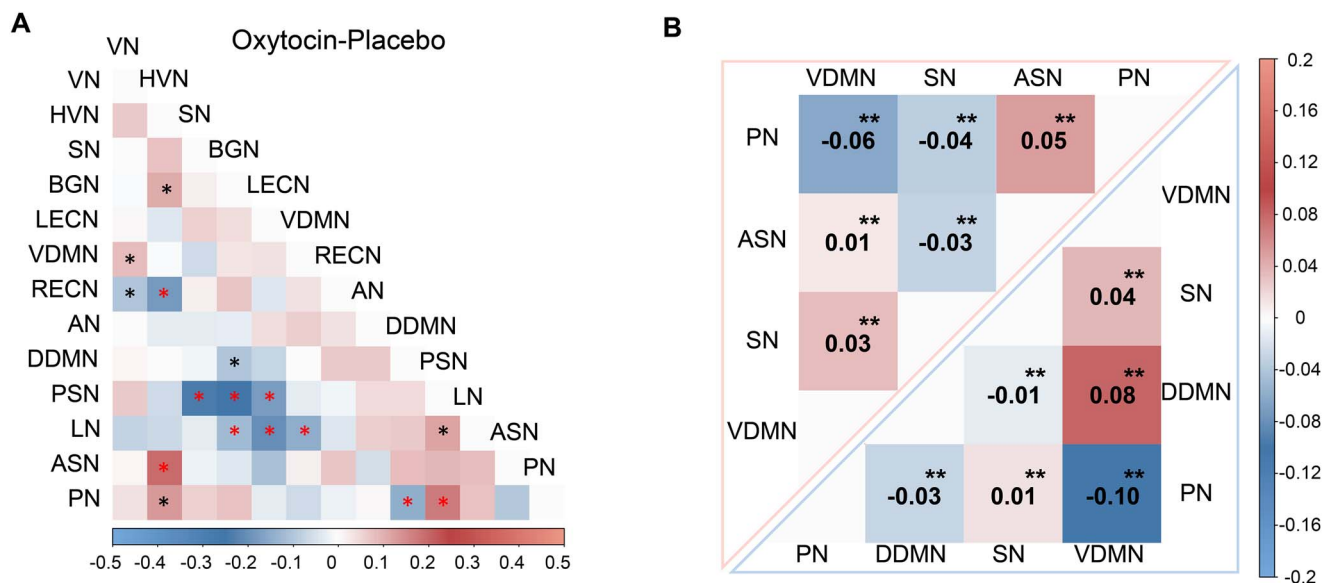 A
Oxytocin-Placebo
VN
VN HVN
HVN SN
SN BGN
BGN * LECN
LECN VDMN
VDMN * RECN
RECN * * AN
AN DDMN
DDMN * PSN
PSN * * * LN
LN * * * * ASN
ASN * PN
PN * * *
-0.5 -0.4 -0.3 -0.2 -0.1 0 0.1 0.2 0.3 0.4 0.5
B
VDMN SN ASN PN
PN -0.06** -0.04** 0.05**
ASN 0.01** -0.03**
SN 0.03**
VDMN
VDMN
0.04** SN
-0.01** 0.08** DDMN
-0.03** 0.01** -0.10** PN
PN DDMN SN VDMN
0.2
0.16
0.12
0.08
0.04
0
-0.04
-0.08
-0.12
-0.16
-0.2